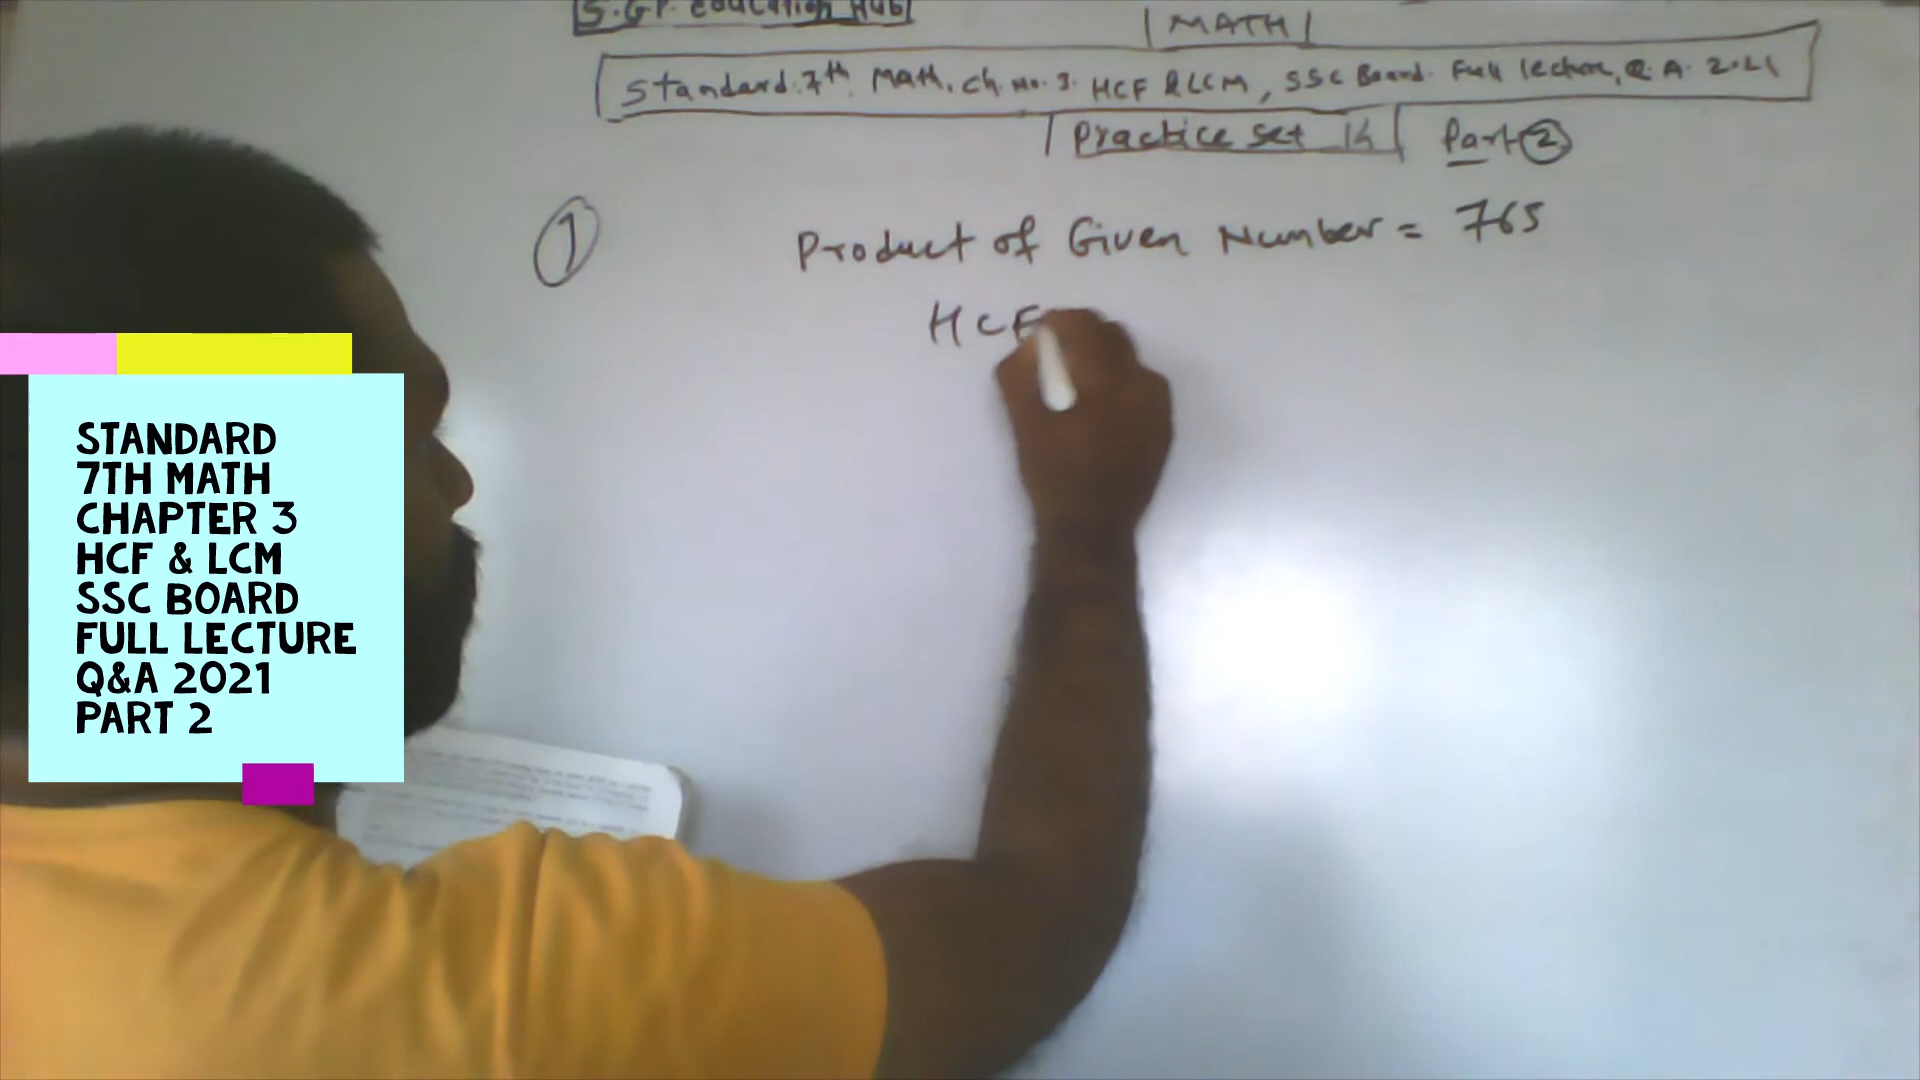 S.GP. Education Hub
MATH
Standard 7th Math, Ch. No. 3. HCF & LCM, SSC Board. Full lecture, Q. A. 2021
Practice Set 14 Part 2
1 Product of Given Number = 765
HCF
STANDARD
7TH MATH
CHAPTER 3
HCF & LCM
SSC BOARD
FULL LECTURE
Q&A 2021
PART 2